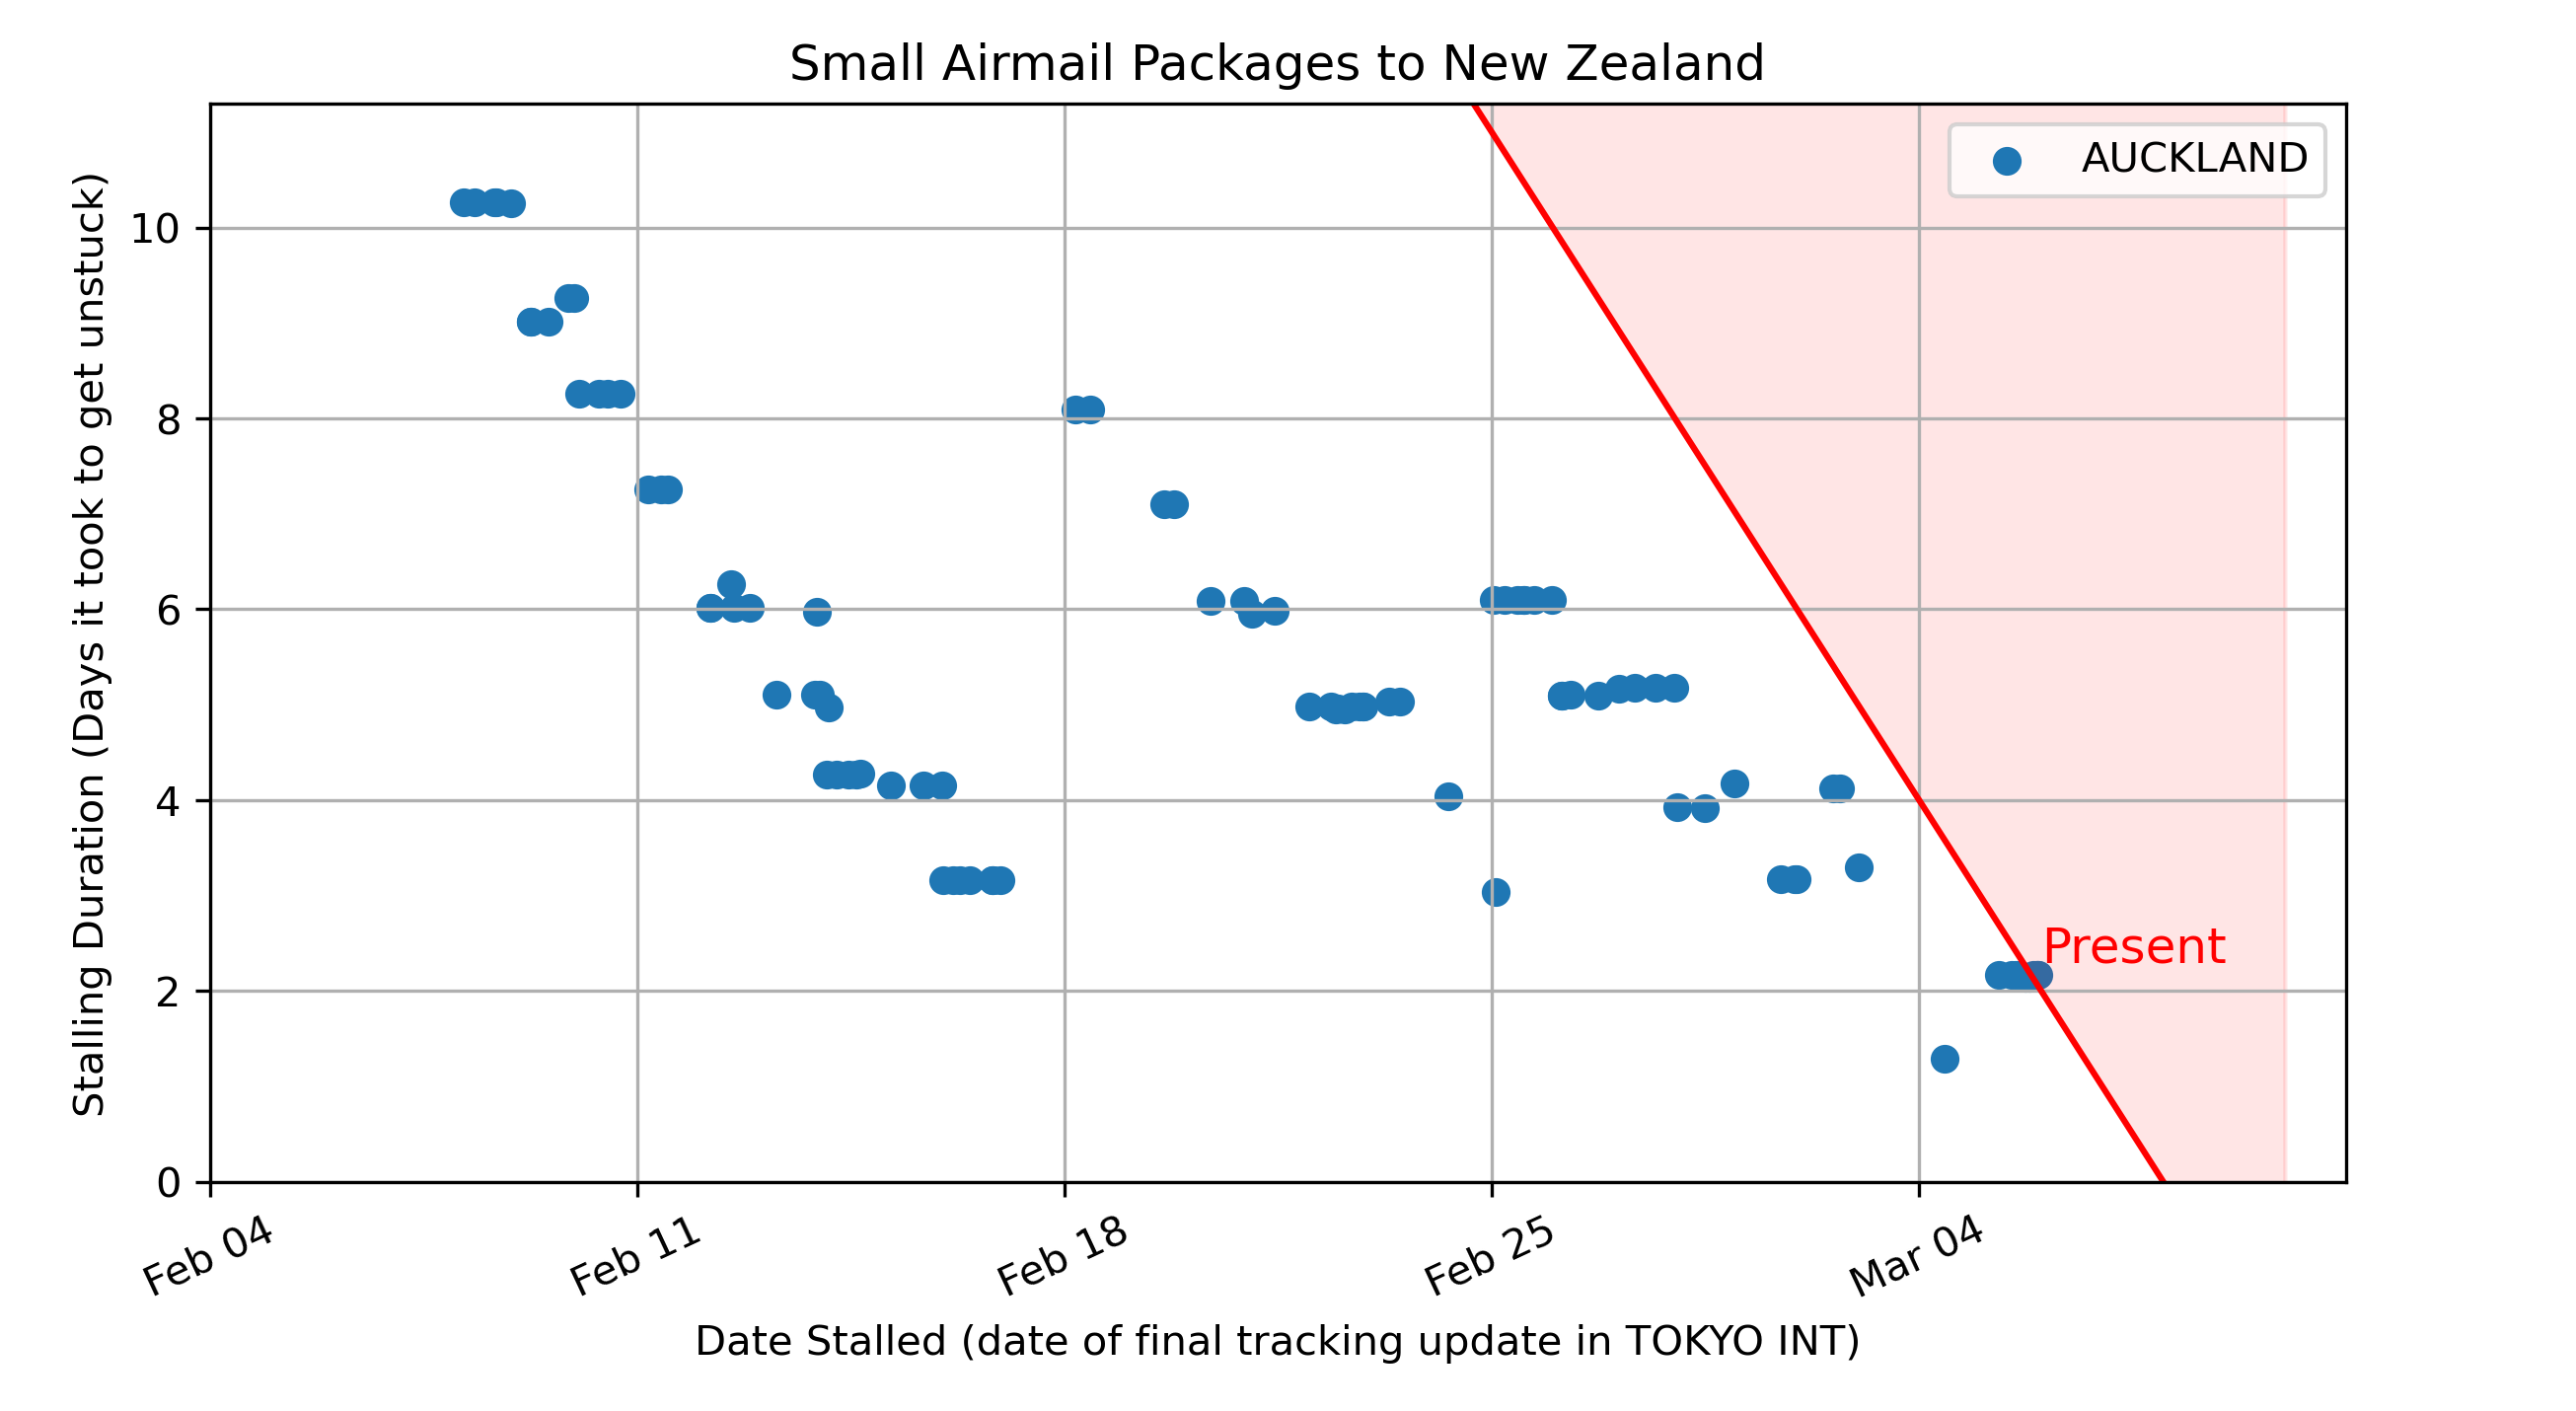 Small Airmail Packages to New Zealand
AUCKLAND
Stalling Duration (Days it took to get unstuck)
10
8
6
4
2
0
Present
Feb 04
Feb 11
Feb 18
Feb 25
Mar 04
Date Stalled (date of final tracking update in TOKYO INT)